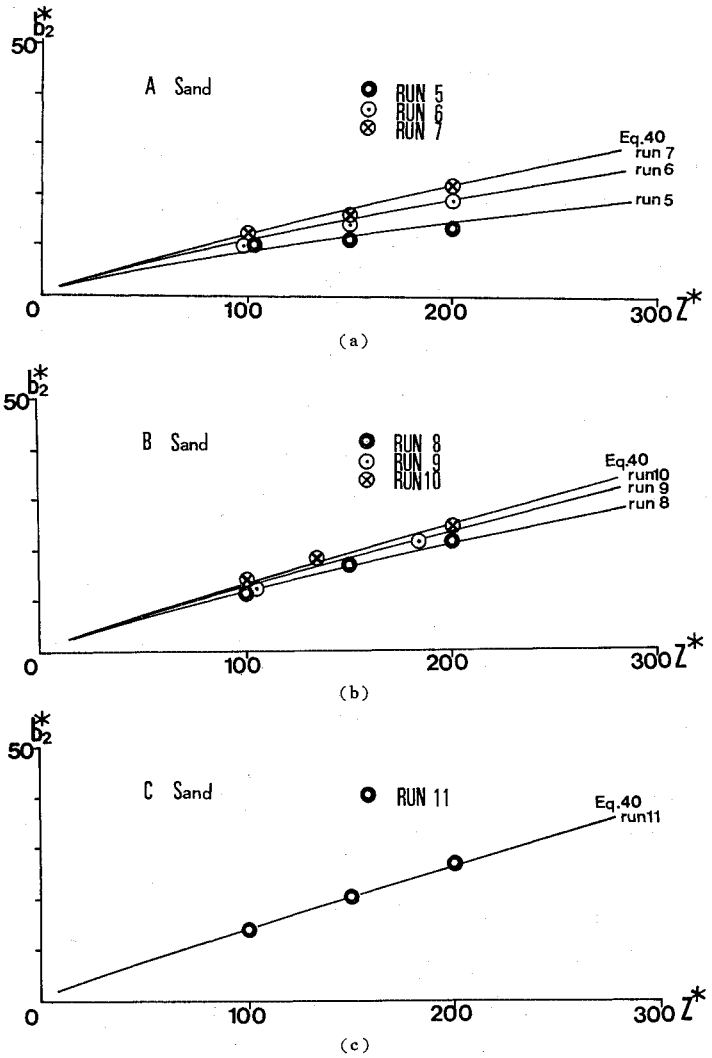 b₂*
50
A Sand
RUN 5
RUN 6
RUN 7
Eq.40
run 7
run 6
run 5
0
100
200
300 Z*
(a)
b₂*
50
B Sand
RUN 8
RUN 9
RUN10
Eq.40
run10
run 9
run 8
0
100
200
300 Z*
(b)
b₂*
50
C Sand
RUN 11
Eq.40
run11
0
100
200
300 Z*
(c)